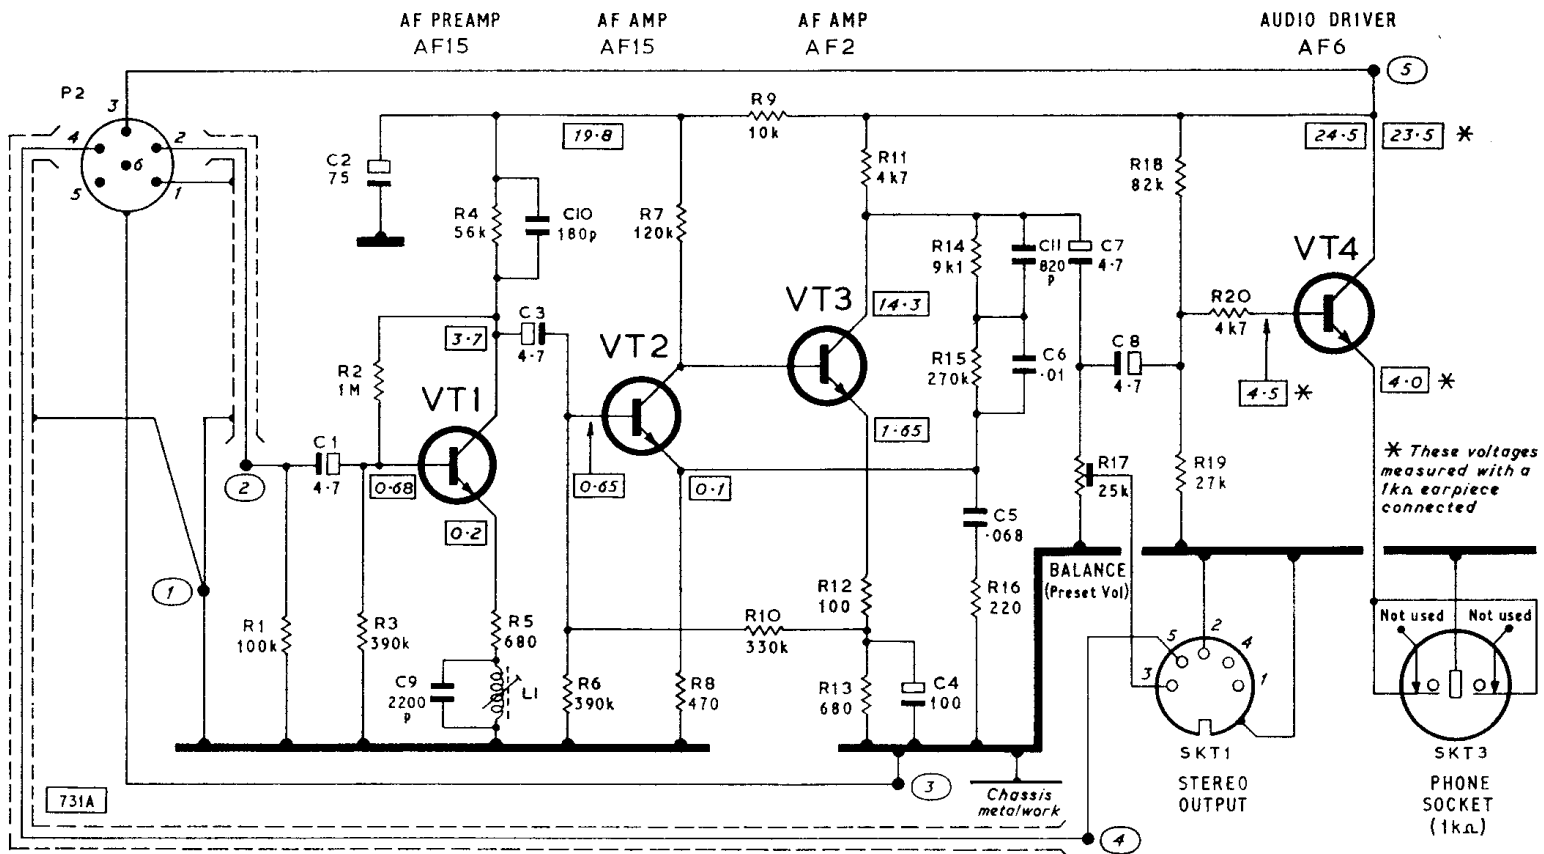 AF PREAMP
AF15
AF AMP
AF15
AF AMP
AF2
AUDIO DRIVER
AF6
P2
3
4
2
6
5
1
5
R9
10k
19·8
24·5
23·5 *
C2
75
R4
56k
C10
180p
R7
120k
R11
4k7
R18
82k
R14
9k1
C11
820
p
C7
4·7
VT4
VT3
14·3
R20
4k7
C3
4·7
3·7
VT2
R2
1M
VT1
R15
270k
C6
·01
C8
4·7
4·5 *
4·0 *
1·65
C1
4·7
2
0·68
0·65
0·1
0·2
R17
25k
R19
27k
* These voltages
measured with a
1kΩ earpiece
connected
C5
·068
1
R1
100k
R3
390k
R5
680
C9
2200
p
L1
R6
390k
R10
330k
R8
470
R12
100
R13
680
C4
100
R16
220
BALANCE
(Preset Vol)
5
2
4
3
1
SKT1
STEREO
OUTPUT
Not used
Not used
SKT3
PHONE
SOCKET
(1kΩ)
731A
3
Chassis
metalwork
4